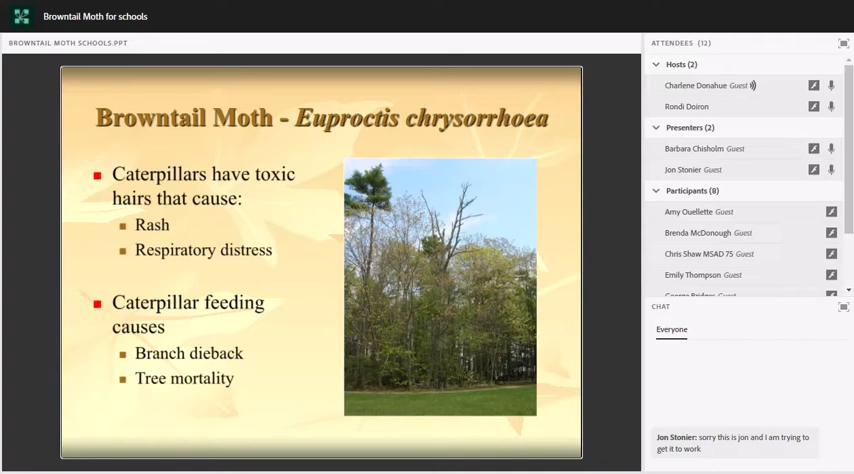 Browntail Moth for schools
BROWNTAIL MOTH SCHOOLS.PPT
Browntail Moth - Euproctis chrysorrhoea
Caterpillars have toxic
hairs that cause:
Rash
Respiratory distress
Caterpillar feeding
causes
Branch dieback
Tree mortality
ATTENDEES (12)
Hosts (2)
Charlene Donahue Guest
Rondi Doiron
Presenters (2)
Barbara Chisholm Guest
Jon Stonier Guest
Participants (8)
Amy Ouellette Guest
Brenda McDonough Guest
Chris Shaw MSAD 75 Guest
Emily Thompson Guest
George Bridges Guest
CHAT
Everyone
Jon Stonier: sorry this is jon and I am trying to
get it to work